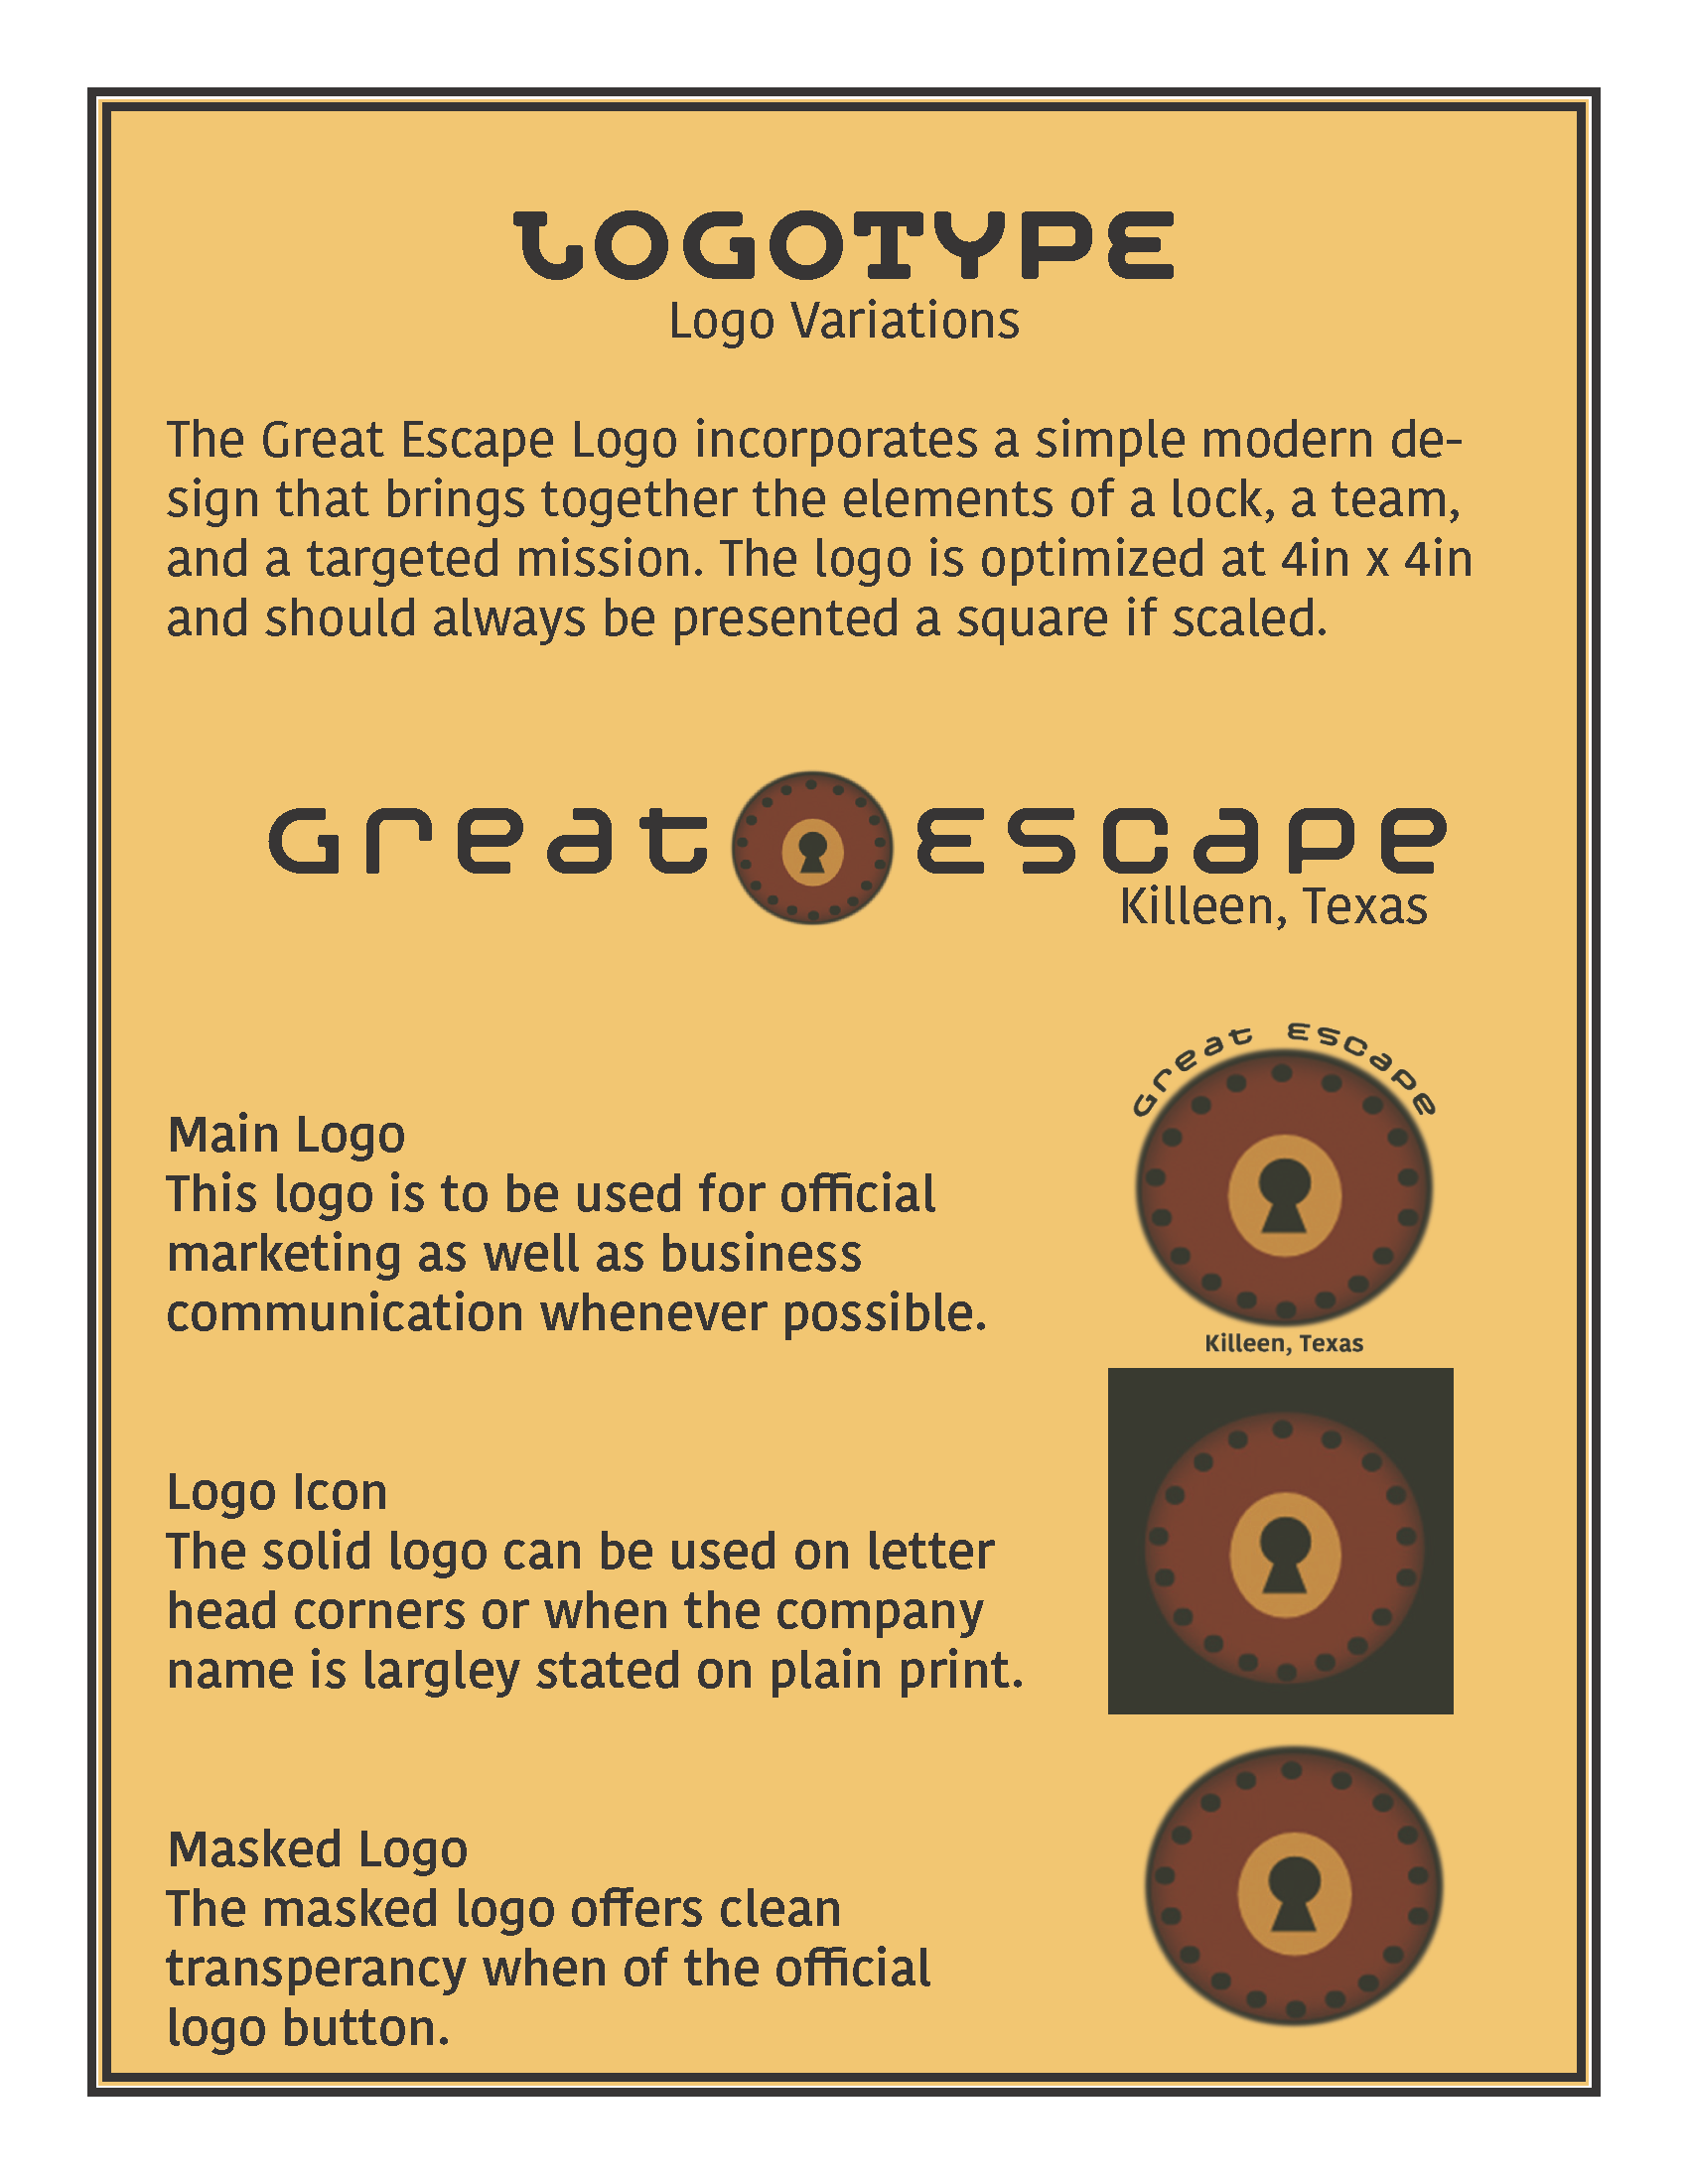 LOGOTYPE
Logo Variations
The Great Escape Logo incorporates a simple modern de-
sign that brings together the elements of a lock, a team,
and a targeted mission. The logo is optimized at 4in x 4in
and should always be presented a square if scaled.
Great Escape
Killeen, Texas
Great Escape
Main Logo
This logo is to be used for official
marketing as well as business
communication whenever possible.
Killeen, Texas
Logo Icon
The solid logo can be used on letter
head corners or when the company
name is largley stated on plain print.
Masked Logo
The masked logo offers clean
transperancy when of the official
logo button.